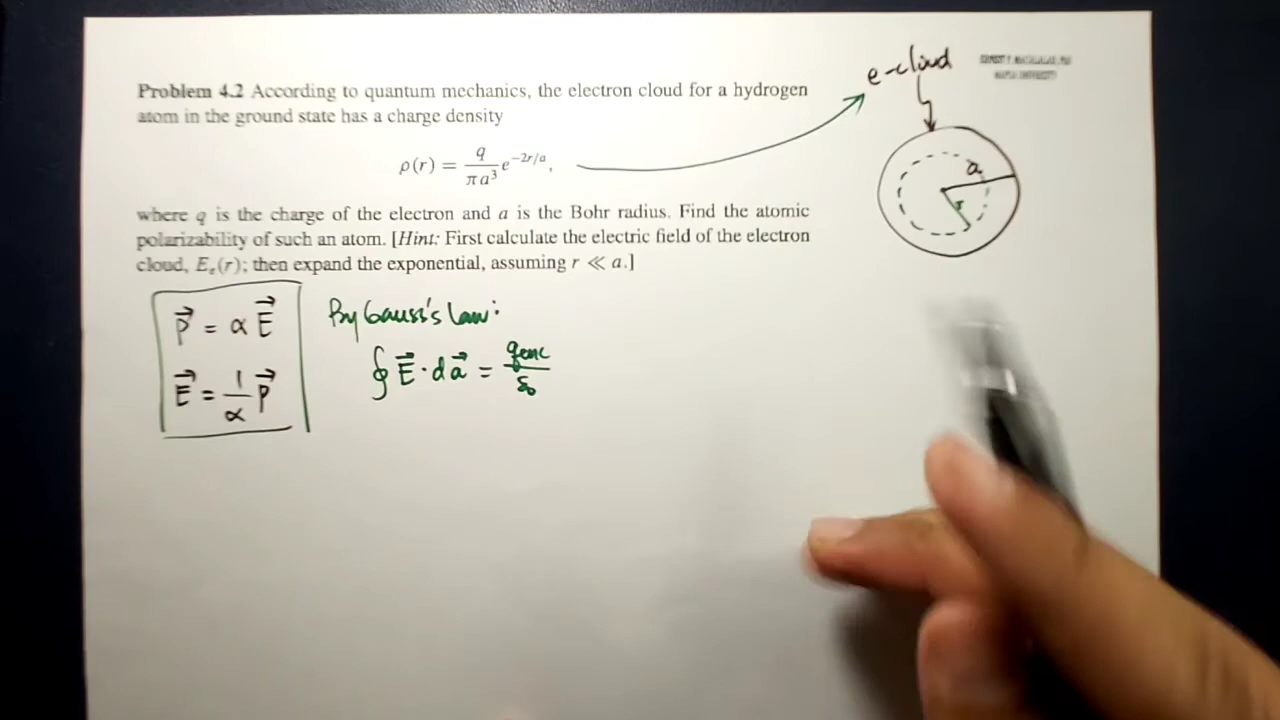 Problem 4.2 According to quantum mechanics, the electron cloud for a hydrogen
atom in the ground state has a charge density
ρ(r) = q/πa³ e^{-2r/a},
where q is the charge of the electron and a is the Bohr radius. Find the atomic
polarizability of such an atom. [Hint: First calculate the electric field of the electron
cloud, Eₑ(r); then expand the exponential, assuming r ≪ a.]
e-cloud
a
r
p⃗ = α E⃗
E⃗ = 1/α p⃗
By Gauss's Law:
∮ E⃗ · da⃗ = qenc/ε₀